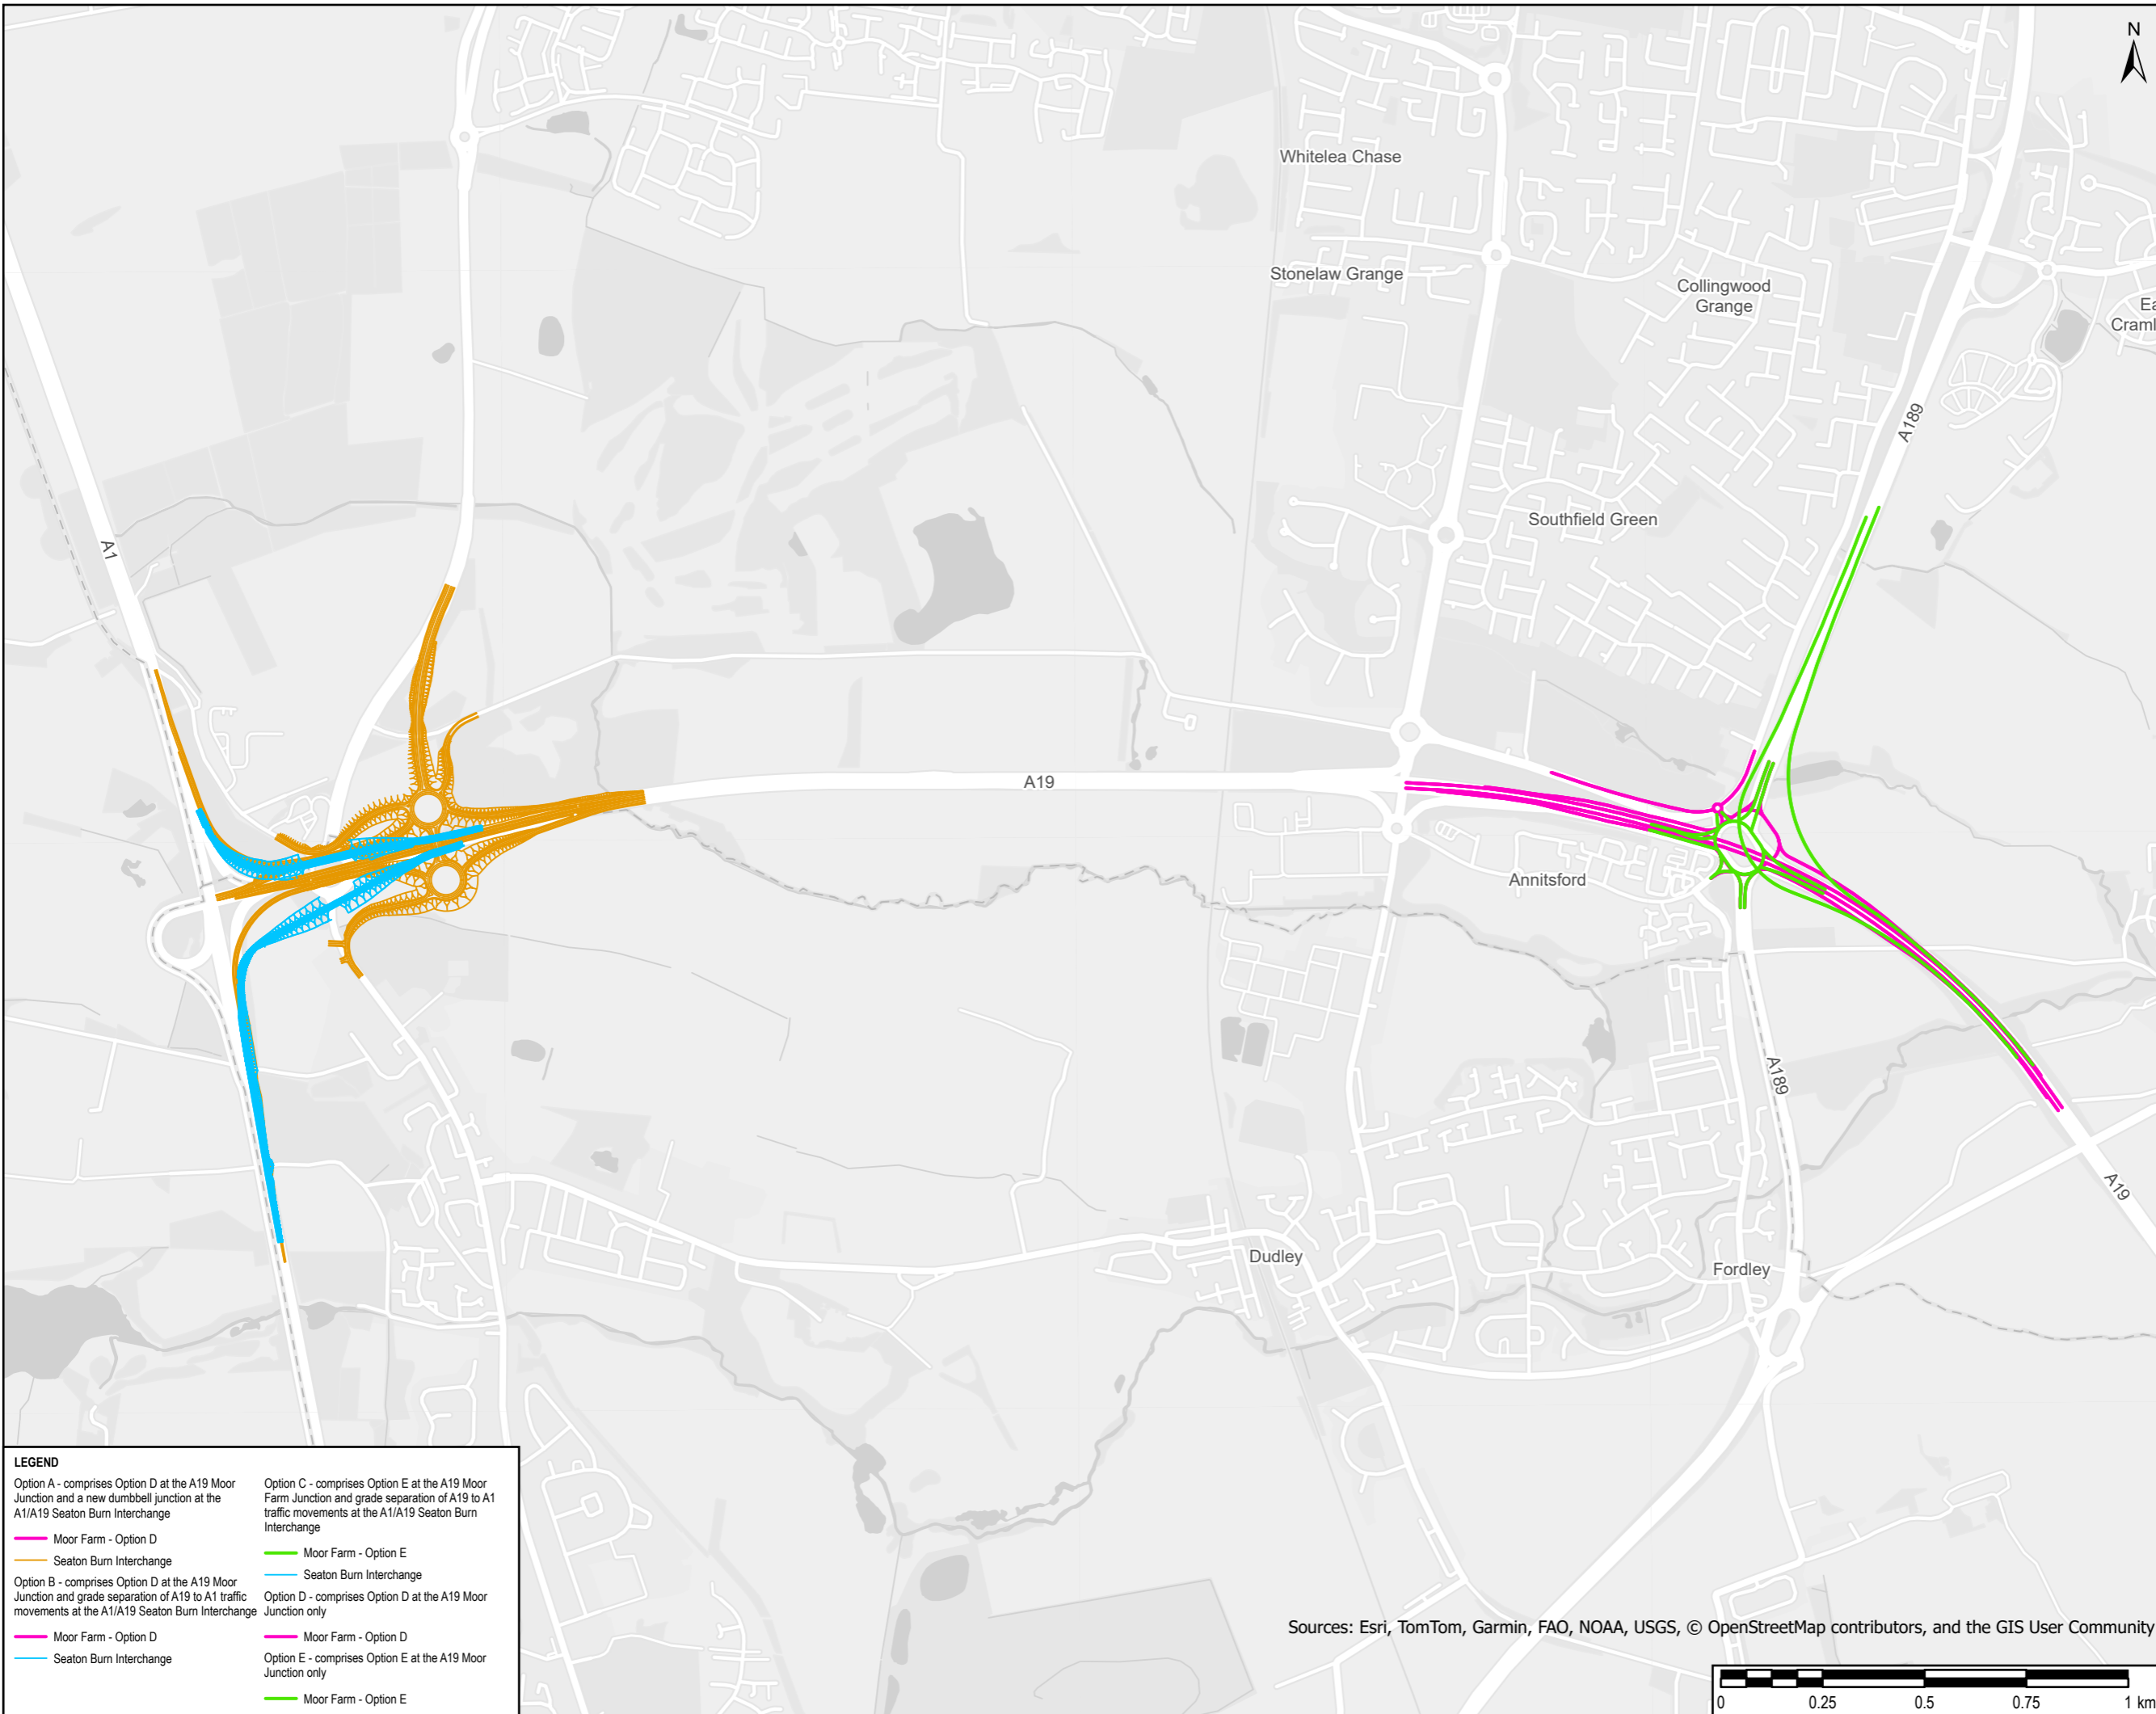 N
Whitelea Chase
Stonelaw Grange
Collingwood
Grange
Ea
Craml
A189
Southfield Green
A1
A19
Annitsford
A189
A19
Dudley
Fordley
LEGEND
Option A - comprises Option D at the A19 Moor
Junction and a new dumbbell junction at the
A1/A19 Seaton Burn Interchange
Moor Farm - Option D
Seaton Burn Interchange
Option B - comprises Option D at the A19 Moor
Junction and grade separation of A19 to A1 traffic
movements at the A1/A19 Seaton Burn Interchange
Moor Farm - Option D
Seaton Burn Interchange
Option C - comprises Option E at the A19 Moor
Farm Junction and grade separation of A19 to A1
traffic movements at the A1/A19 Seaton Burn
Interchange
Moor Farm - Option E
Seaton Burn Interchange
Option D - comprises Option D at the A19 Moor
Junction only
Moor Farm - Option D
Option E - comprises Option E at the A19 Moor
Junction only
Moor Farm - Option E
Sources: Esri, TomTom, Garmin, FAO, NOAA, USGS, © OpenStreetMap contributors, and the GIS User Community
0 0.25 0.5 0.75 1 km